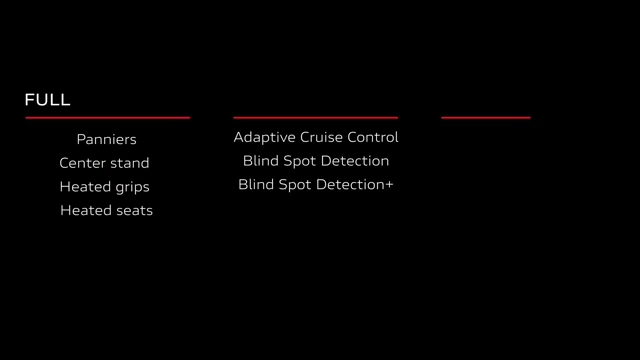 FULL
Panniers
Center stand
Heated grips
Heated seats
Adaptive Cruise Control
Blind Spot Detection
Blind Spot Detection+